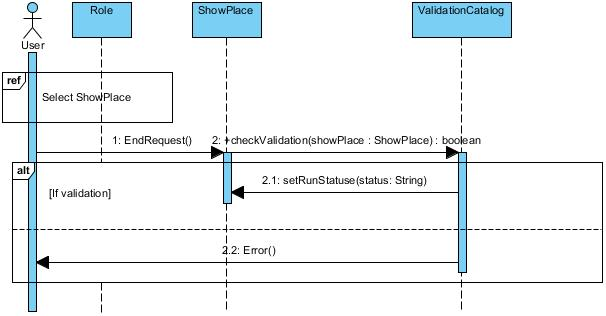 Role
ShowPlace
ValidationCatalog
User
ref
Select ShowPlace
1: EndRequest()
2: +checkValidation(showPlace : ShowPlace) : boolean
alt
[If validation]
2.1: setRunStatuse(status: String)
2.2: Error()